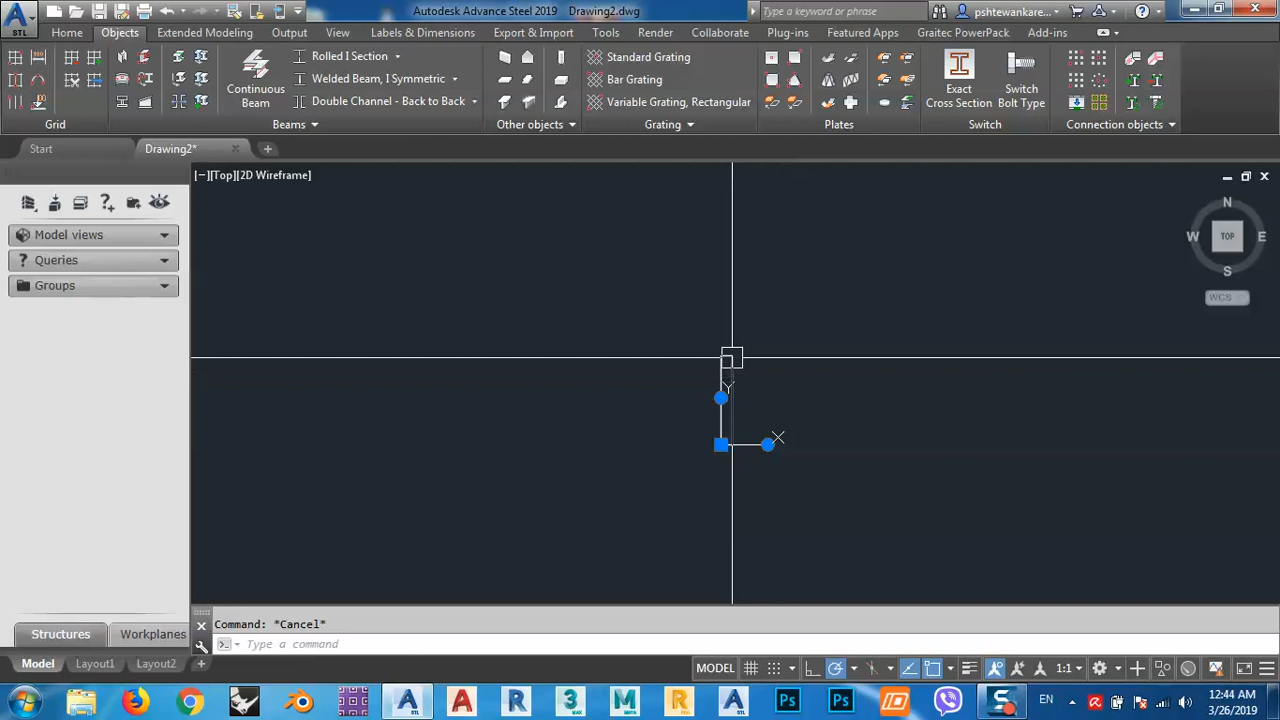 Autodesk Advance Steel 2019 Drawing2.dwg
Type a keyword or phrase
pshtewankare...
STL
Home Objects Extended Modeling Output View Labels & Dimensions Export & Import Tools Render Collaborate Plug-ins Featured Apps Graitec PowerPack Add-ins
Continuous Beam
Rolled I Section
Welded Beam, I Symmetric
Double Channel - Back to Back
Standard Grating
Bar Grating
Variable Grating, Rectangular
Exact Cross Section
Switch Bolt Type
Grid Beams Other objects Grating Plates Switch Connection objects
Start Drawing2*
[−][Top][2D Wireframe]
Model views
Queries
Groups
N
W TOP E
S
WCS
Y
X
Command: *Cancel*
Type a command
Structures Workplanes
Model Layout1 Layout2
MODEL 1:1
EN
12:44 AM
3/26/2019